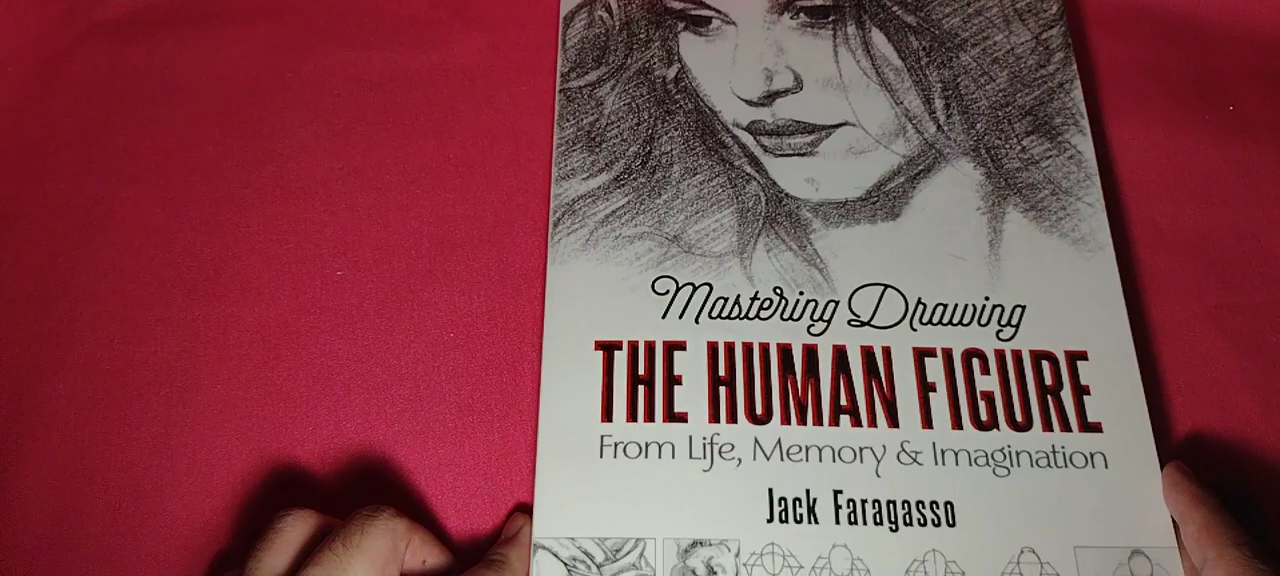 Mastering Drawing
THE HUMAN FIGURE
From Life, Memory & Imagination
Jack Faragasso